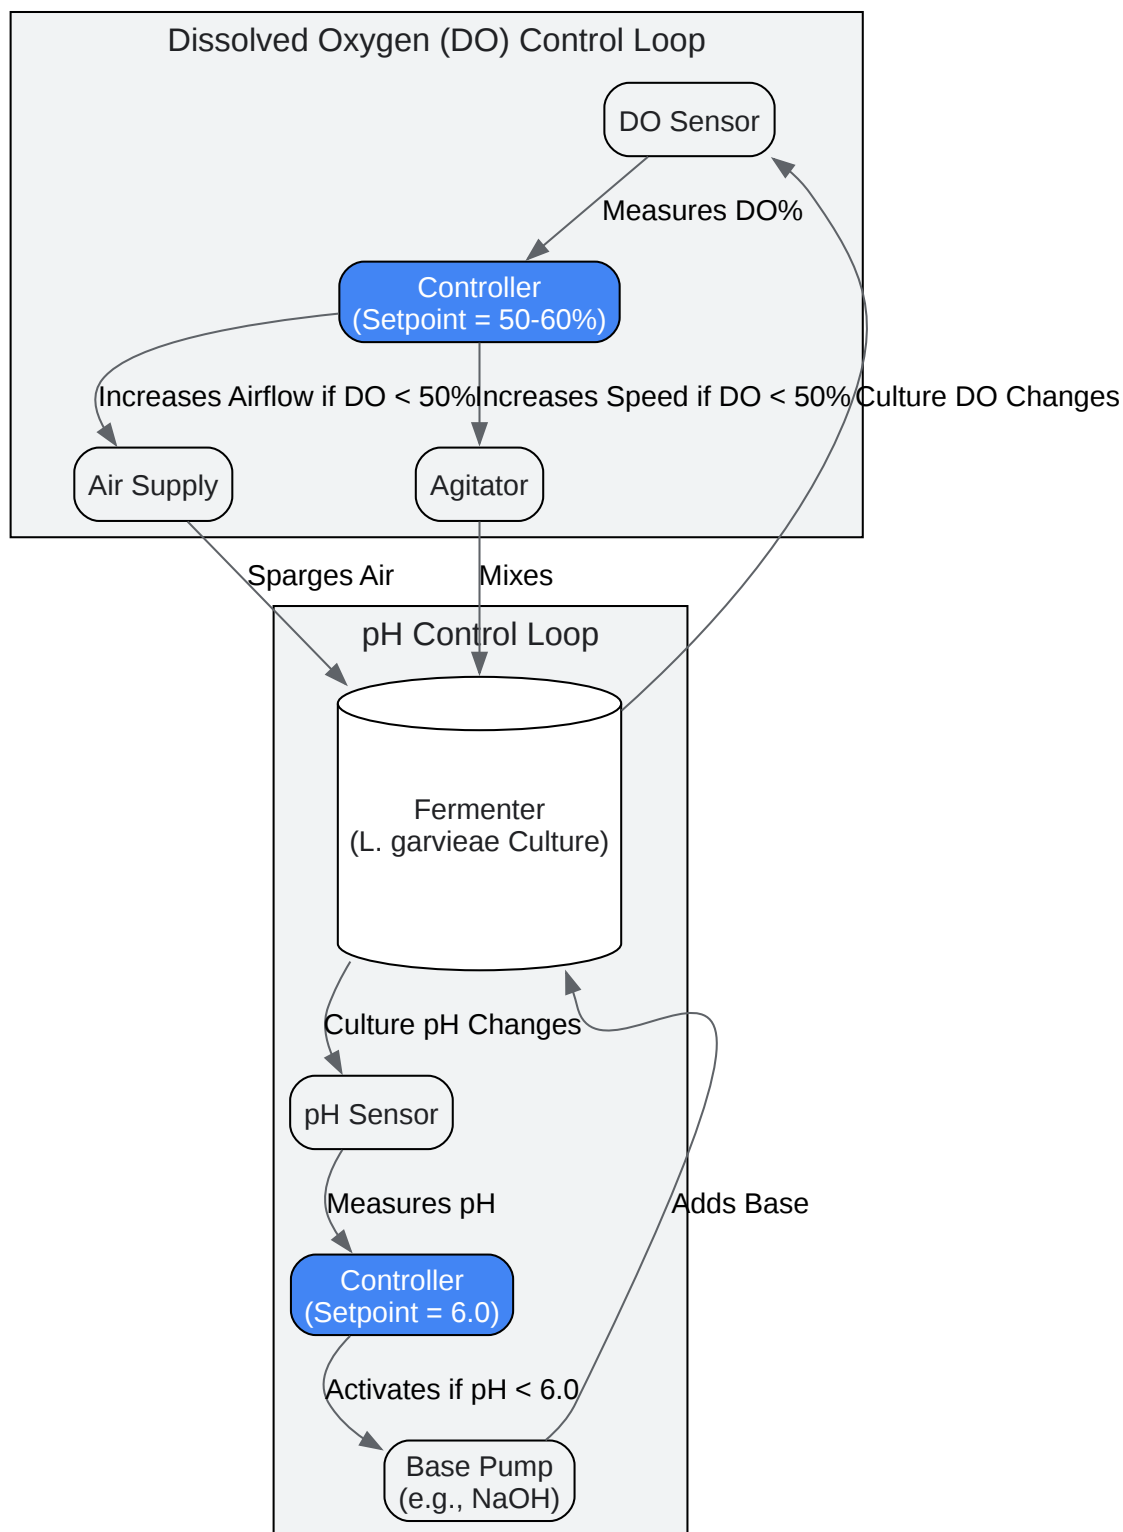 Dissolved Oxygen (DO) Control Loop
DO Sensor
Measures DO%
Controller
(Setpoint = 50-60%)
Increases Airflow if DO < 50%
Increases Speed if DO < 50%
Culture DO Changes
Air Supply
Agitator
Sparges Air
Mixes
pH Control Loop
Fermenter
(L. garvieae Culture)
Culture pH Changes
pH Sensor
Measures pH
Adds Base
Controller
(Setpoint = 6.0)
Activates if pH < 6.0
Base Pump
(e.g., NaOH)